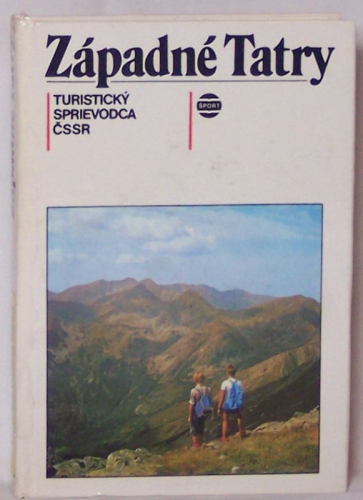 Západné Tatry
TURISTICKÝ
SPRIEVODCA
ČSSR
ŠPORT